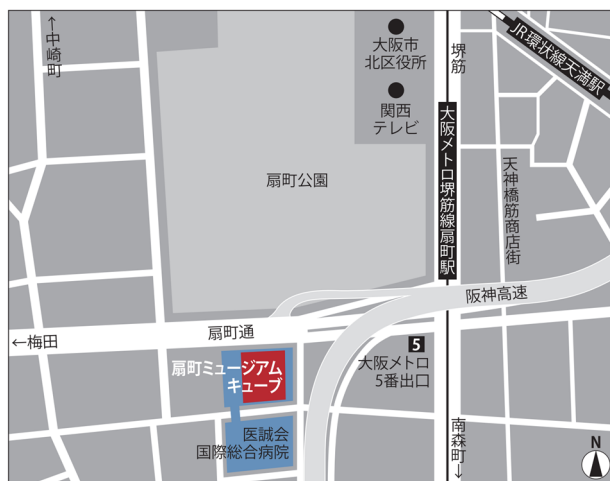 ←中崎町
大阪市
北区役所
関西
テレビ
堺筋
JR環状線天満駅
大阪メトロ堺筋線扇町駅
天神橋筋商店街
扇町公園
阪神高速
←梅田
扇町通
5
大阪メトロ
5番出口
扇町ミュージアム
キューブ
医誠会
国際総合病院
南森町→
N